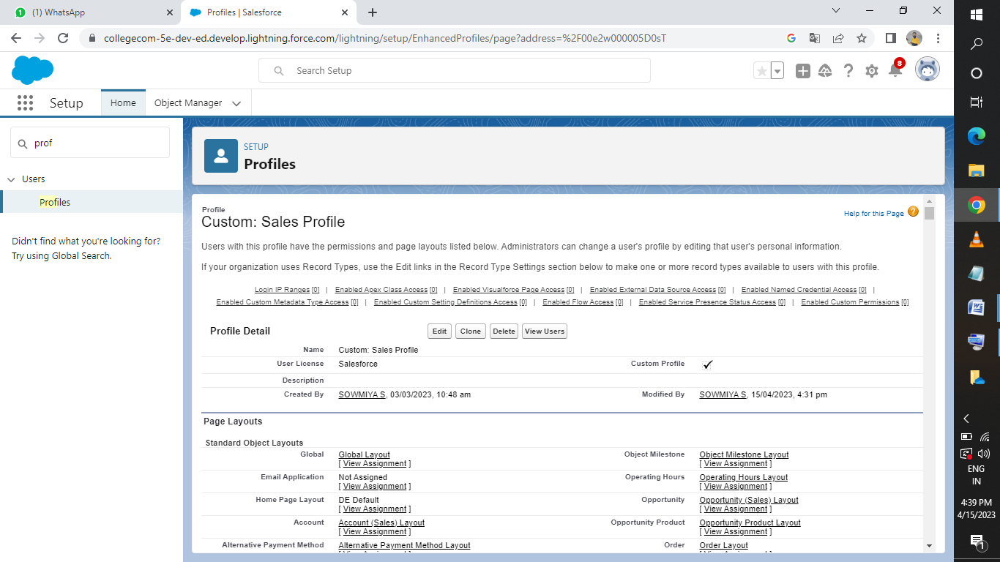 (1) WhatsApp
Profiles | Salesforce
collegecom-5e-dev-ed.develop.lightning.force.com/lightning/setup/EnhancedProfiles/page?address=%2F00e2w000005D0sT
Search Setup
8
Setup
Home
Object Manager
prof
Users
Profiles
Didn't find what you're looking for?
Try using Global Search.
SETUP
Profiles
Profile
Custom: Sales Profile
Help for this Page ?
Users with this profile have the permissions and page layouts listed below. Administrators can change a user's profile by editing that user's personal information.
If your organization uses Record Types, use the Edit links in the Record Type Settings section below to make one or more record types available to users with this profile.
Login IP Ranges [0] | Enabled Apex Class Access [0] | Enabled Visualforce Page Access [0] | Enabled External Data Source Access [0] | Enabled Named Credential Access [0] |
Enabled Custom Metadata Type Access [0] | Enabled Custom Setting Definitions Access [0] | Enabled Flow Access [0] | Enabled Service Presence Status Access [0] | Enabled Custom Permissions [0]
Profile Detail
Edit Clone Delete View Users
Name Custom: Sales Profile
User License Salesforce Custom Profile
Description
Created By SOWMIYA S, 03/03/2023, 10:48 am Modified By SOWMIYA S, 15/04/2023, 4:31 pm
Page Layouts
Standard Object Layouts
Global Global Layout Object Milestone Object Milestone Layout
[ View Assignment ] [ View Assignment ]
Email Application Not Assigned Operating Hours Operating Hours Layout
[ View Assignment ] [ View Assignment ]
Home Page Layout DE Default Opportunity Opportunity (Sales) Layout
[ View Assignment ] [ View Assignment ]
Account Account (Sales) Layout Opportunity Product Opportunity Product Layout
[ View Assignment ] [ View Assignment ]
Alternative Payment Method Alternative Payment Method Layout Order Order Layout
ENG
IN
4:39 PM
4/15/2023
1